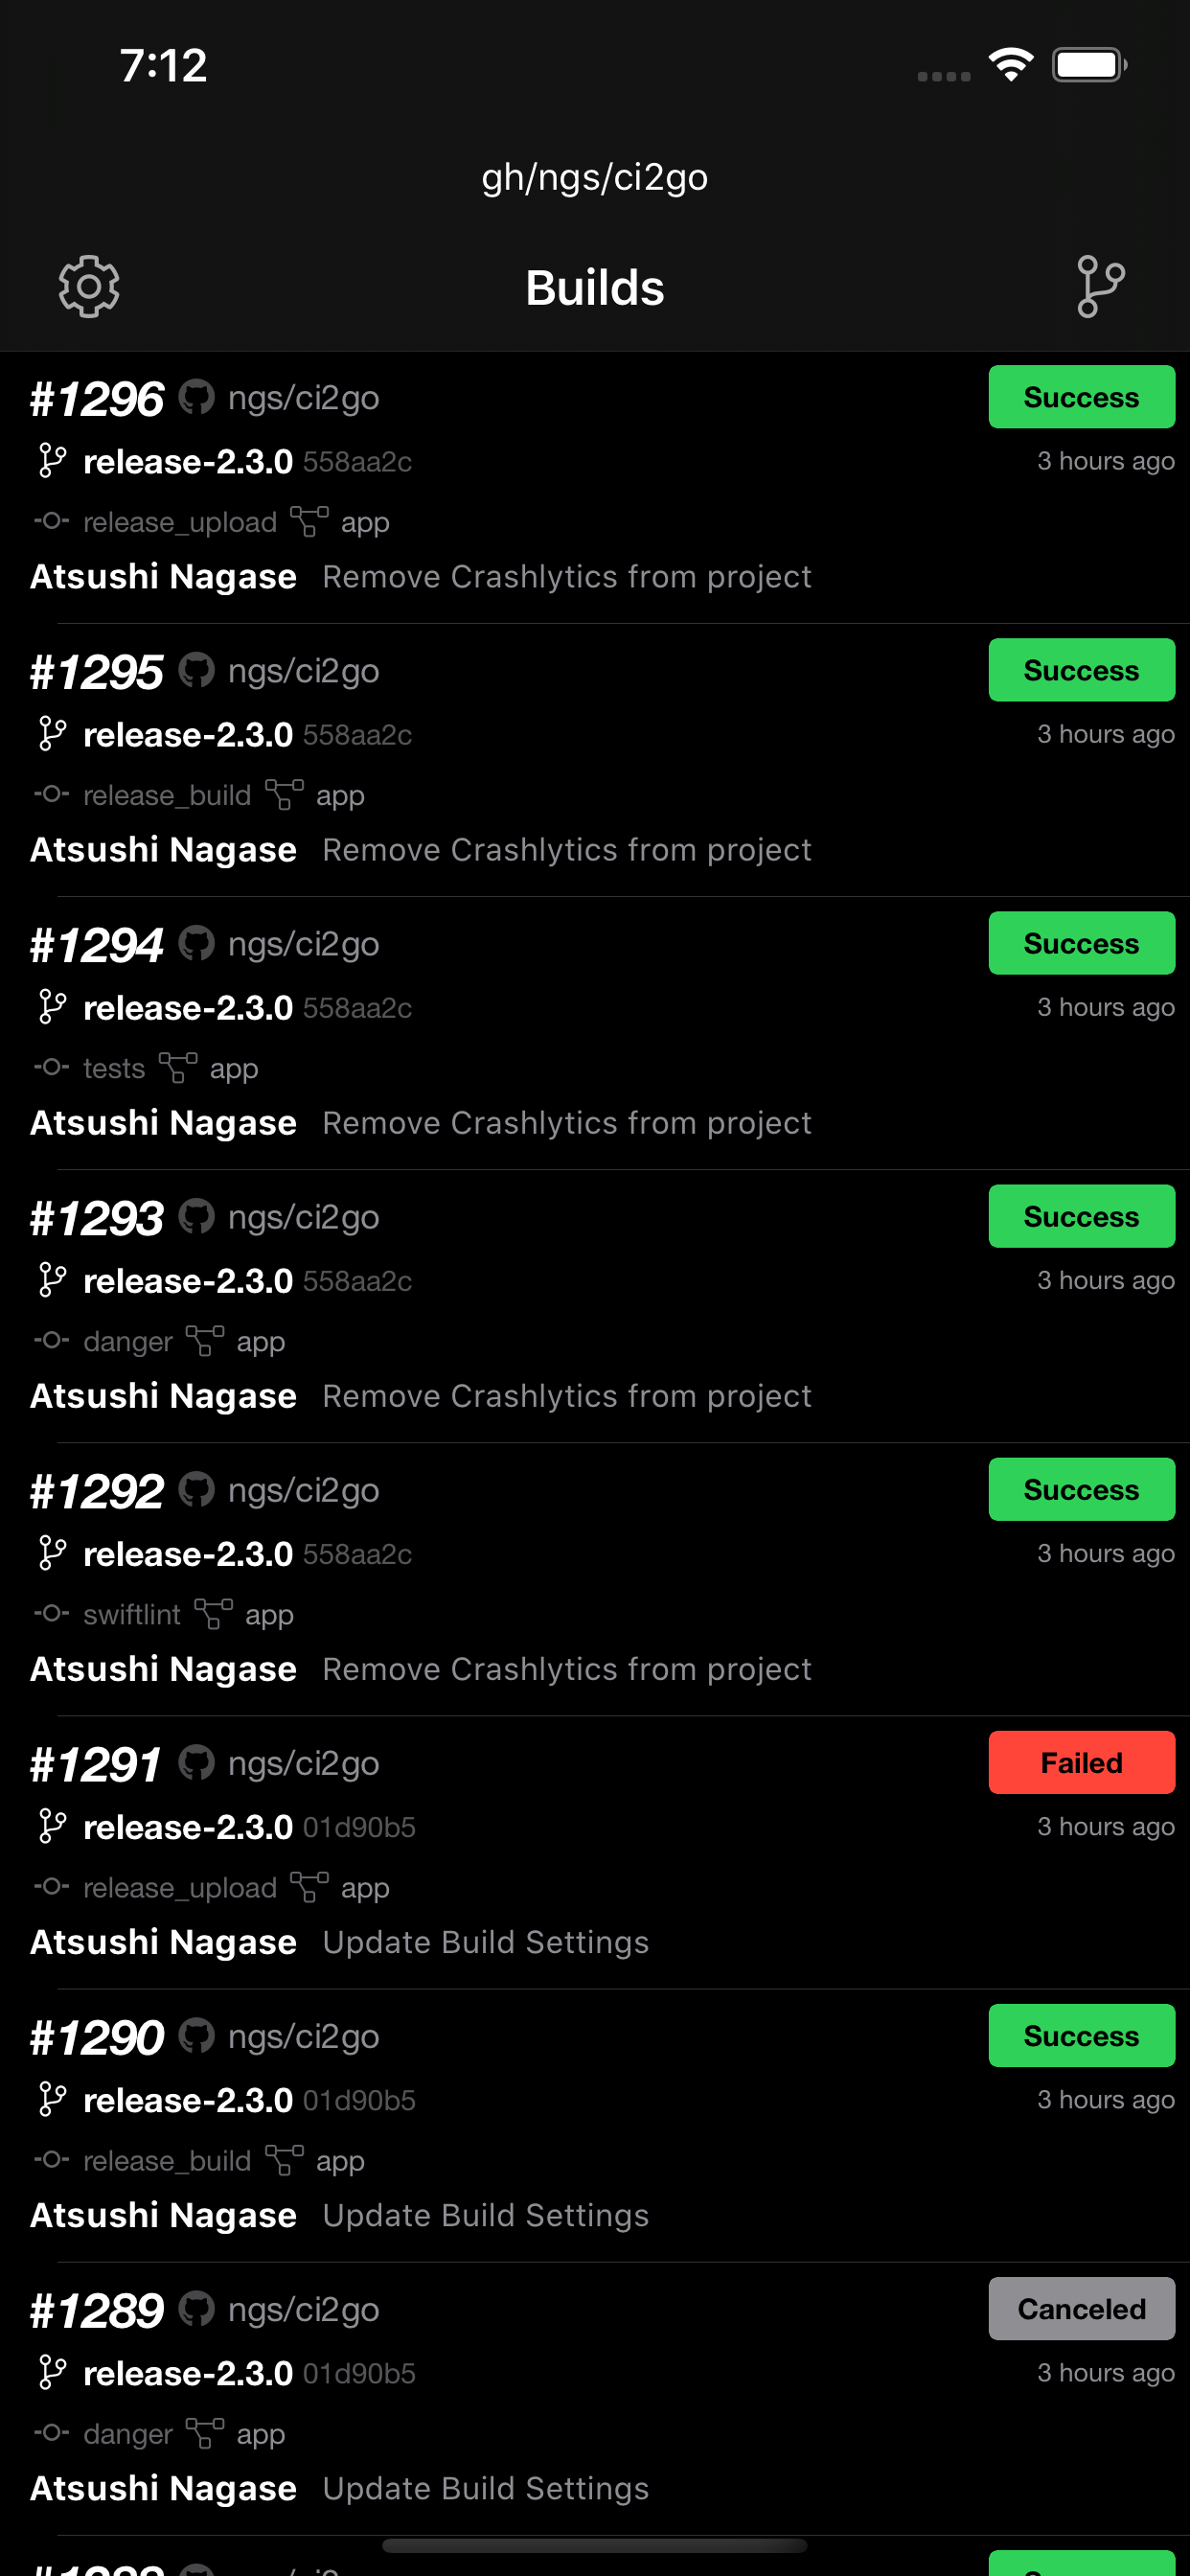 7:12
gh/ngs/ci2go
Builds
#1296 ngs/ci2go Success
release-2.3.0 558aa2c 3 hours ago
release_upload app
Atsushi Nagase Remove Crashlytics from project
#1295 ngs/ci2go Success
release-2.3.0 558aa2c 3 hours ago
release_build app
Atsushi Nagase Remove Crashlytics from project
#1294 ngs/ci2go Success
release-2.3.0 558aa2c 3 hours ago
tests app
Atsushi Nagase Remove Crashlytics from project
#1293 ngs/ci2go Success
release-2.3.0 558aa2c 3 hours ago
danger app
Atsushi Nagase Remove Crashlytics from project
#1292 ngs/ci2go Success
release-2.3.0 558aa2c 3 hours ago
swiftlint app
Atsushi Nagase Remove Crashlytics from project
#1291 ngs/ci2go Failed
release-2.3.0 01d90b5 3 hours ago
release_upload app
Atsushi Nagase Update Build Settings
#1290 ngs/ci2go Success
release-2.3.0 01d90b5 3 hours ago
release_build app
Atsushi Nagase Update Build Settings
#1289 ngs/ci2go Canceled
release-2.3.0 01d90b5 3 hours ago
danger app
Atsushi Nagase Update Build Settings